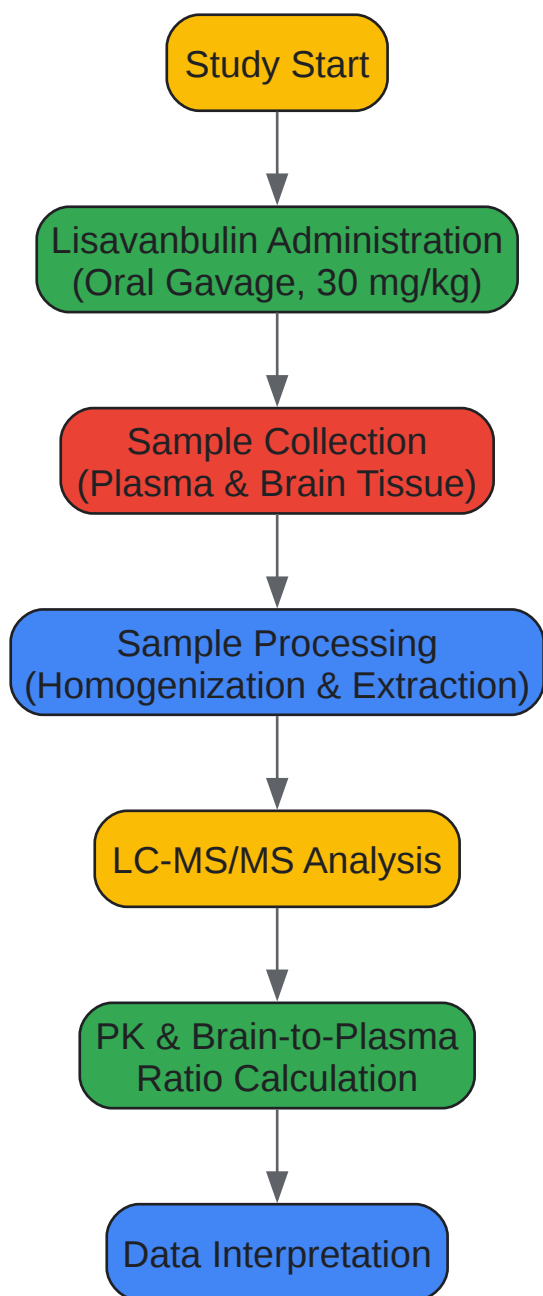 Study Start
Lisavanbulin Administration
(Oral Gavage, 30 mg/kg)
Sample Collection
(Plasma & Brain Tissue)
Sample Processing
(Homogenization & Extraction)
LC-MS/MS Analysis
PK & Brain-to-Plasma
Ratio Calculation
Data Interpretation